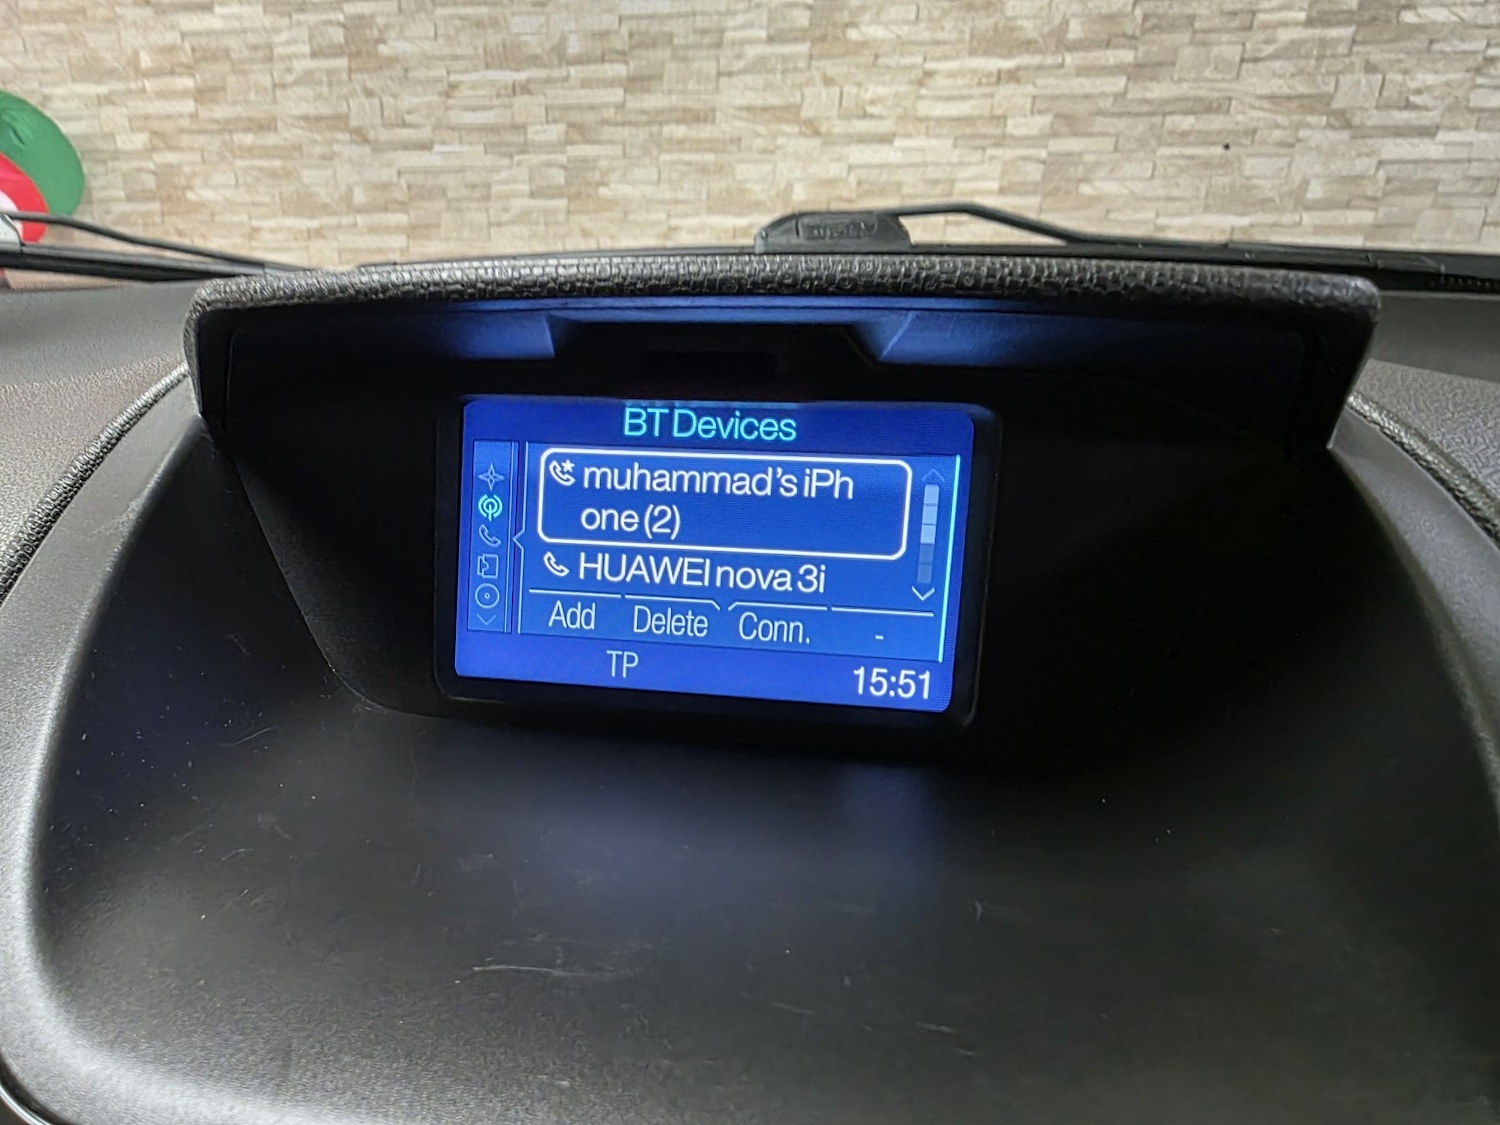 BT Devices
muhammad's iPh
one (2)
HUAWEI nova 3i
Add Delete Conn. -
TP 15:51